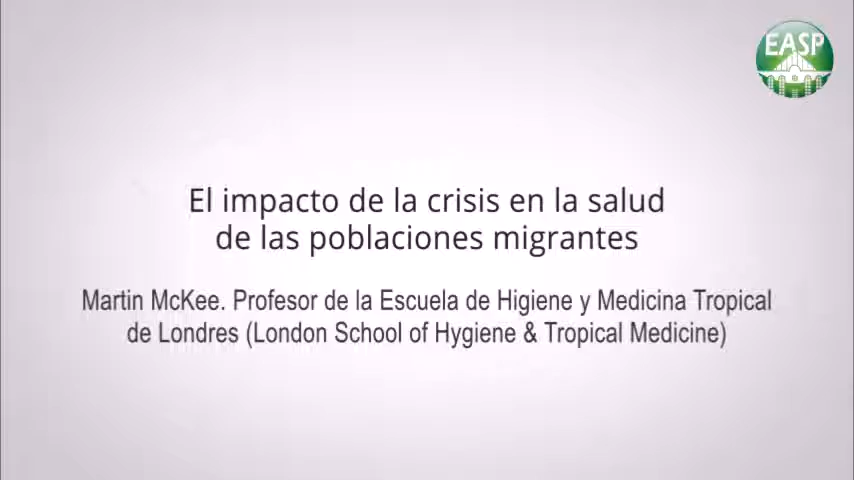 EASP
El impacto de la crisis en la salud
de las poblaciones migrantes
Martin McKee. Profesor de la Escuela de Higiene y Medicina Tropical
de Londres (London School of Hygiene & Tropical Medicine)